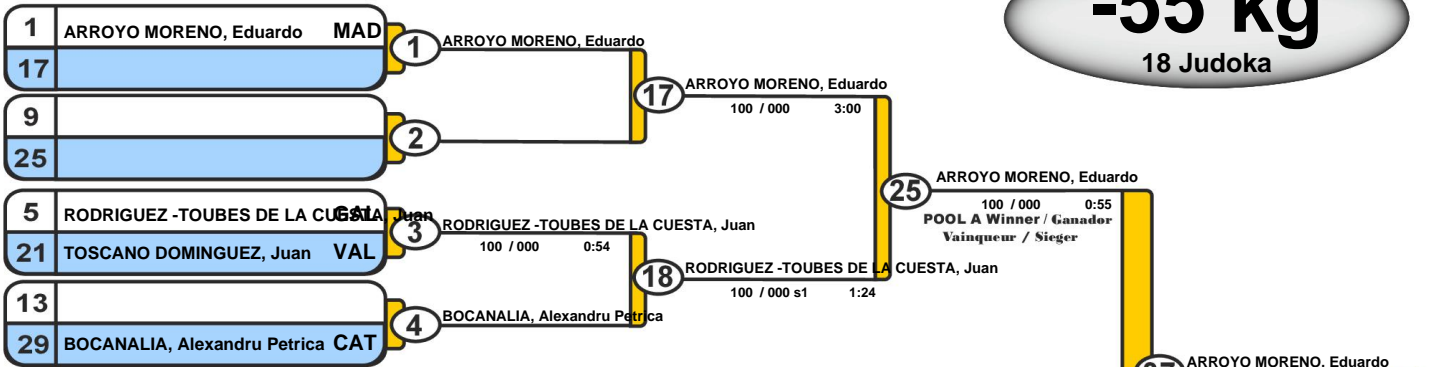 -55 kg
18 Judoka
1 ARROYO MORENO, Eduardo MAD
17
1 ARROYO MORENO, Eduardo
9
25
2
17 ARROYO MORENO, Eduardo
100 / 000 3:00
5 RODRIGUEZ -TOUBES DE LA CUESTA, Juan GAL
21 TOSCANO DOMINGUEZ, Juan VAL
3 RODRIGUEZ -TOUBES DE LA CUESTA, Juan
100 / 000 0:54
13
29 BOCANALIA, Alexandru Petrica CAT
4 BOCANALIA, Alexandru Petrica
18 RODRIGUEZ -TOUBES DE LA CUESTA, Juan
100 / 000 s1 1:24
25 ARROYO MORENO, Eduardo
100 / 000 0:55
POOL A Winner / Ganador
Vainqueur / Sieger
ARROYO MORENO, Eduardo